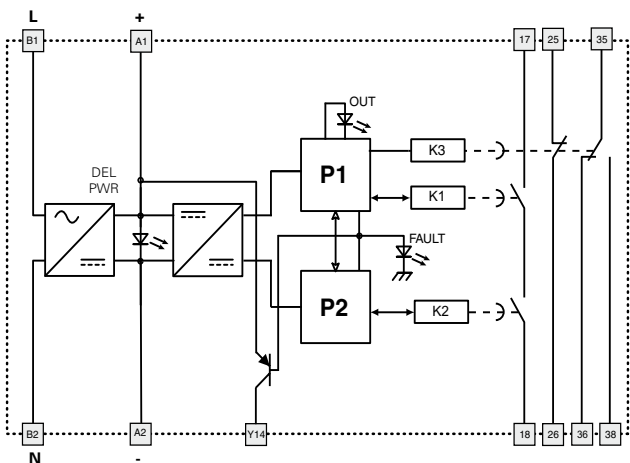 L +
B1 A1 17 25 35
OUT
P1 K3
DEL
PWR
K1
FAULT
P2 K2
B2 A2 Y14 18 26 36 38
N -